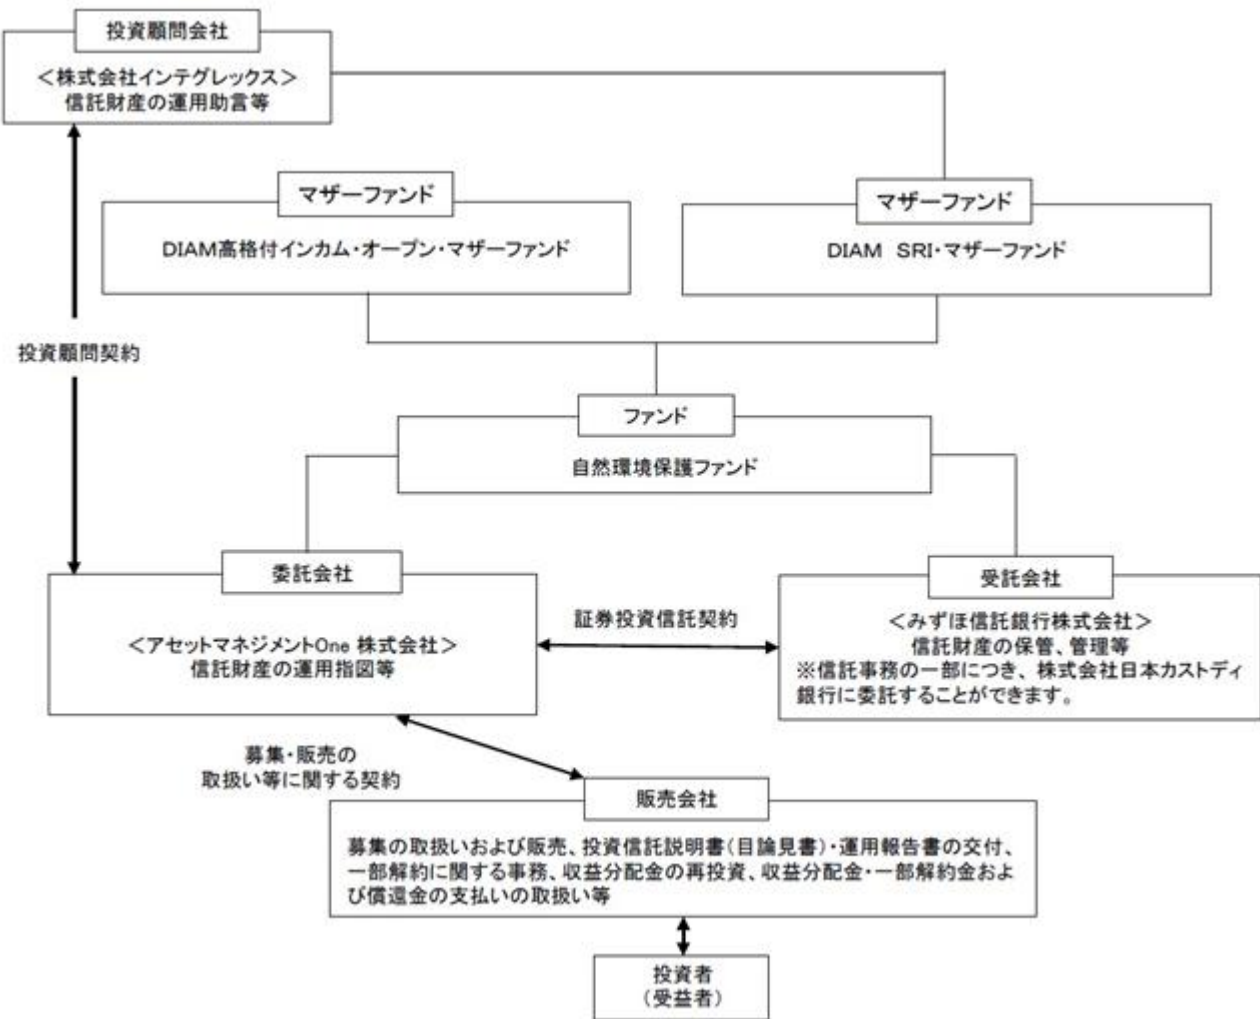 投資顧問会社
＜株式会社インテグレックス＞
信託財産の運用助言等
マザーファンド
DIAM高格付インカム・オープン・マザーファンド
マザーファンド
DIAM SRI・マザーファンド
投資顧問契約
ファンド
自然環境保護ファンド
委託会社
＜アセットマネジメントOne 株式会社＞
信託財産の運用指図等
証券投資信託契約
受託会社
＜みずほ信託銀行株式会社＞
信託財産の保管、管理等
※信託事務の一部につき、株式会社日本カストディ
銀行に委託することができます。
募集・販売の
取扱い等に関する契約
販売会社
募集の取扱いおよび販売、投資信託説明書（目論見書）・運用報告書の交付、
一部解約に関する事務、収益分配金の再投資、収益分配金・一部解約金およ
び償還金の支払いの取扱い等
投資者
（受益者）